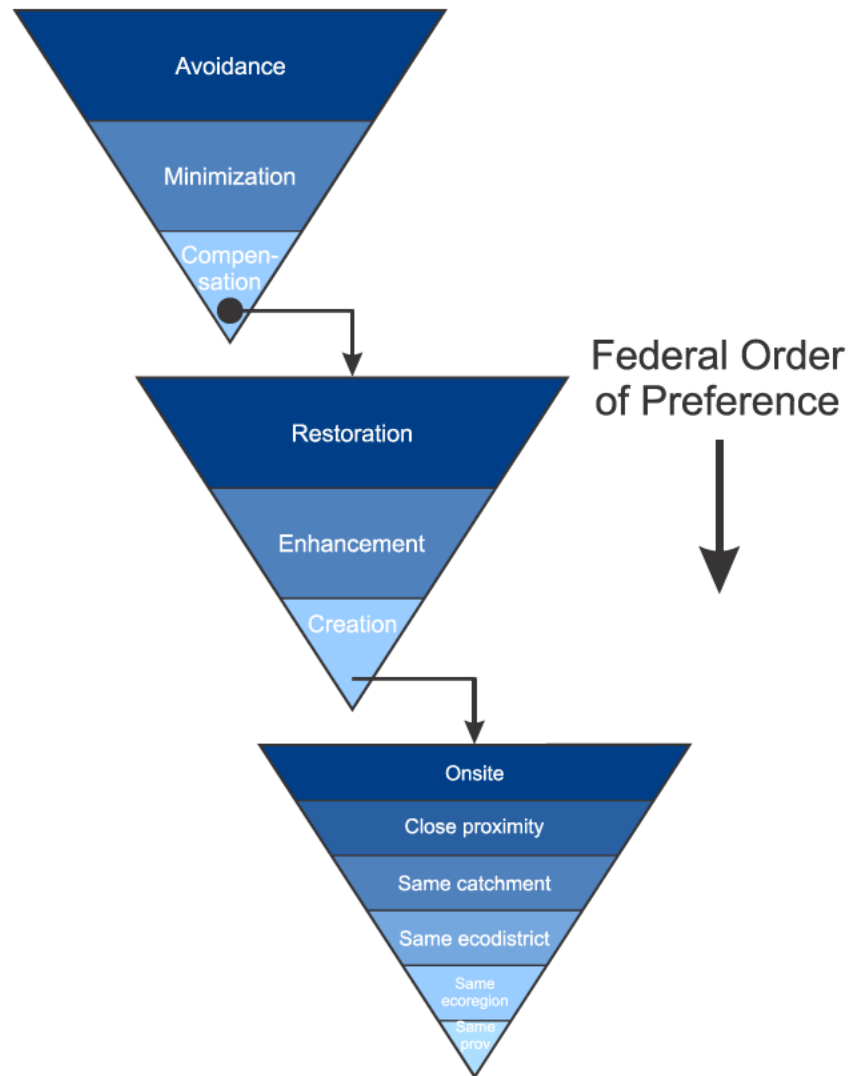 Avoidance
Minimization
Compen-
sation
Federal Order
of Preference
Restoration
Enhancement
Creation
Onsite
Close proximity
Same catchment
Same ecodistrict
Same
ecoregion
Same
prov